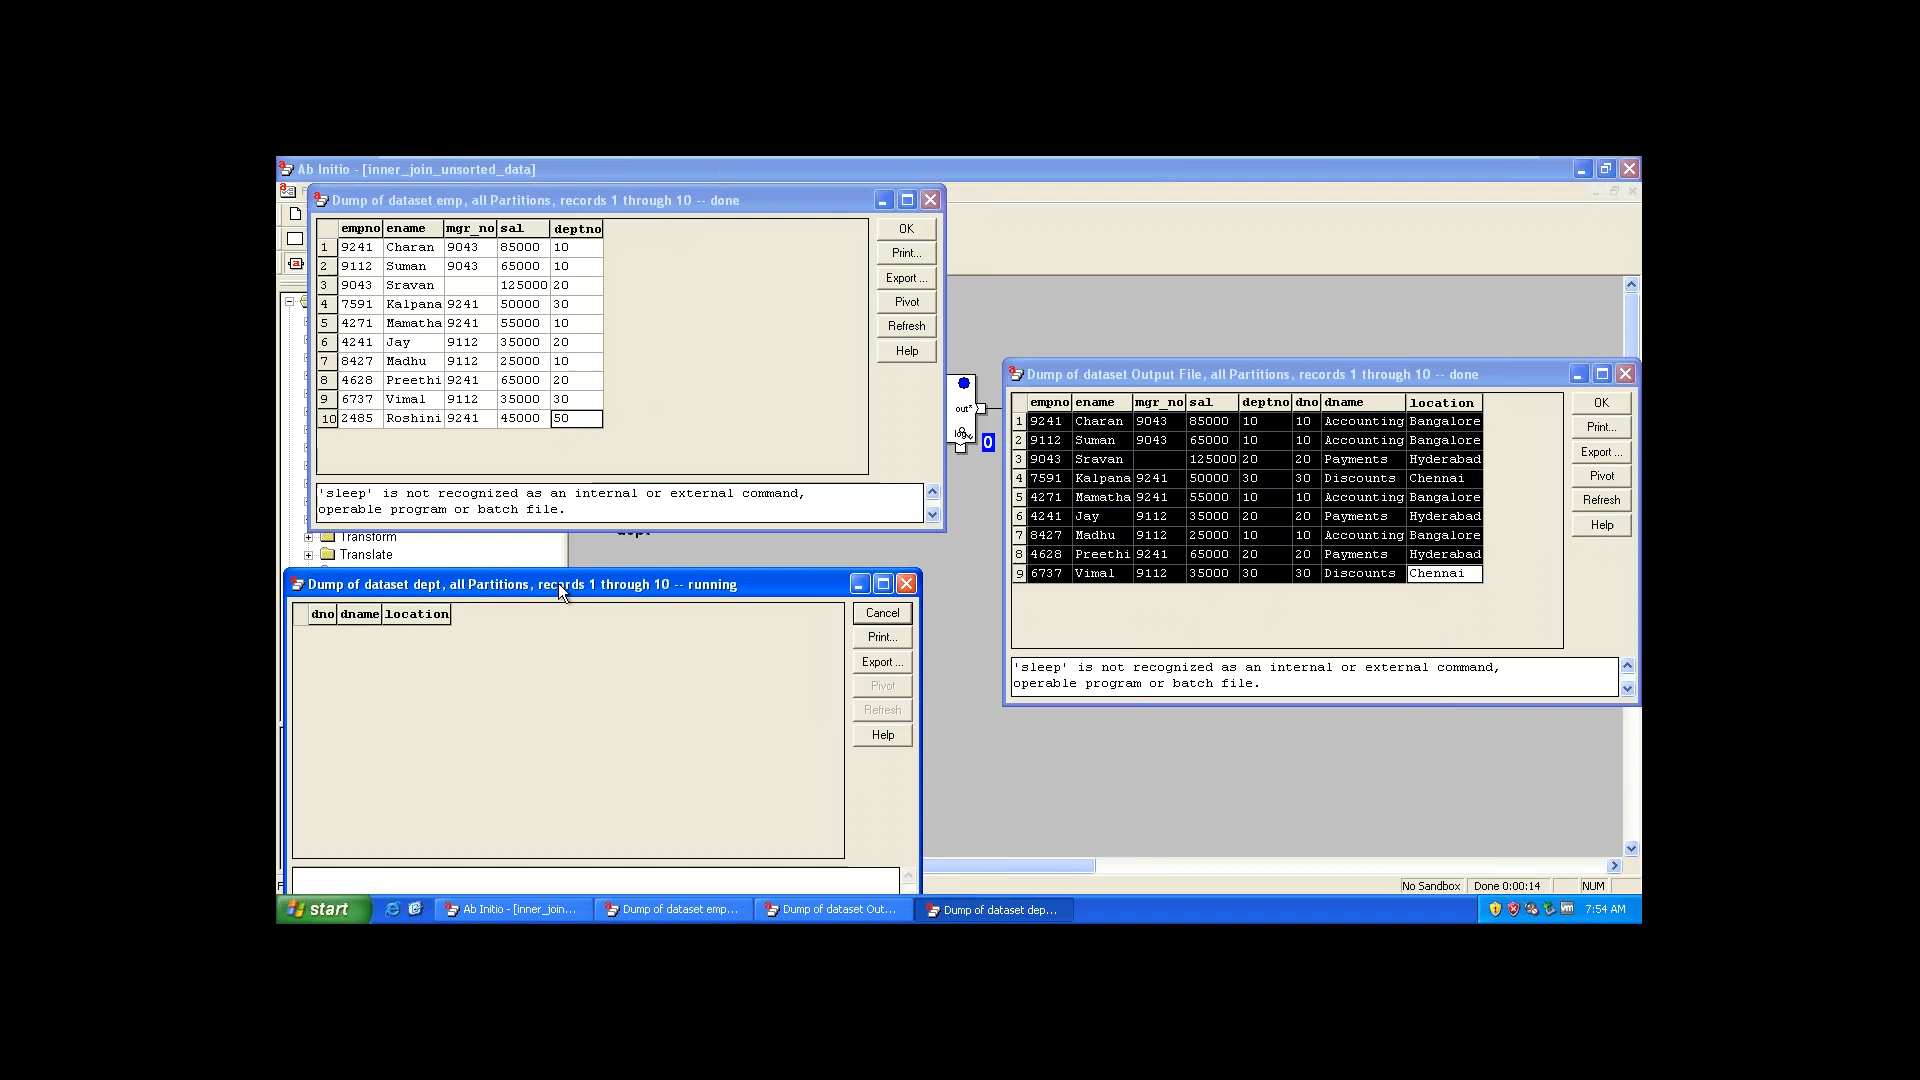 Ab Initio - [inner_join_unsorted_data]
Dump of dataset emp, all Partitions, records 1 through 10 -- done
empno ename mgr_no sal deptno
1 9241 Charan 9043 85000 10
2 9112 Suman 9043 65000 10
3 9043 Sravan 125000 20
4 7591 Kalpana 9241 50000 30
5 4271 Mamatha 9241 55000 10
6 4241 Jay 9112 35000 20
7 8427 Madhu 9112 25000 10
8 4628 Preethi 9241 65000 20
9 6737 Vimal 9112 35000 30
10 2485 Roshini 9241 45000 50
OK
Print...
Export ...
Pivot
Refresh
Help
'sleep' is not recognized as an internal or external command,
operable program or batch file.
Transform
Translate
out*
log
0
Dump of dataset Output File, all Partitions, records 1 through 10 -- done
empno ename mgr_no sal deptno dno dname location
1 9241 Charan 9043 85000 10 10 Accounting Bangalore
2 9112 Suman 9043 65000 10 10 Accounting Bangalore
3 9043 Sravan 125000 20 20 Payments Hyderabad
4 7591 Kalpana 9241 50000 30 30 Discounts Chennai
5 4271 Mamatha 9241 55000 10 10 Accounting Bangalore
6 4241 Jay 9112 35000 20 20 Payments Hyderabad
7 8427 Madhu 9112 25000 10 10 Accounting Bangalore
8 4628 Preethi 9241 65000 20 20 Payments Hyderabad
9 6737 Vimal 9112 35000 30 30 Discounts Chennai
OK
Print...
Export ...
Pivot
Refresh
Help
'sleep' is not recognized as an internal or external command,
operable program or batch file.
Dump of dataset dept, all Partitions, records 1 through 10 -- running
dno dname location
Cancel
Print...
Export ...
Pivot
Refresh
Help
No Sandbox Done 0:00:14 NUM
start
Ab Initio - [inner_join...
Dump of dataset emp...
Dump of dataset Out...
Dump of dataset dep...
7:54 AM